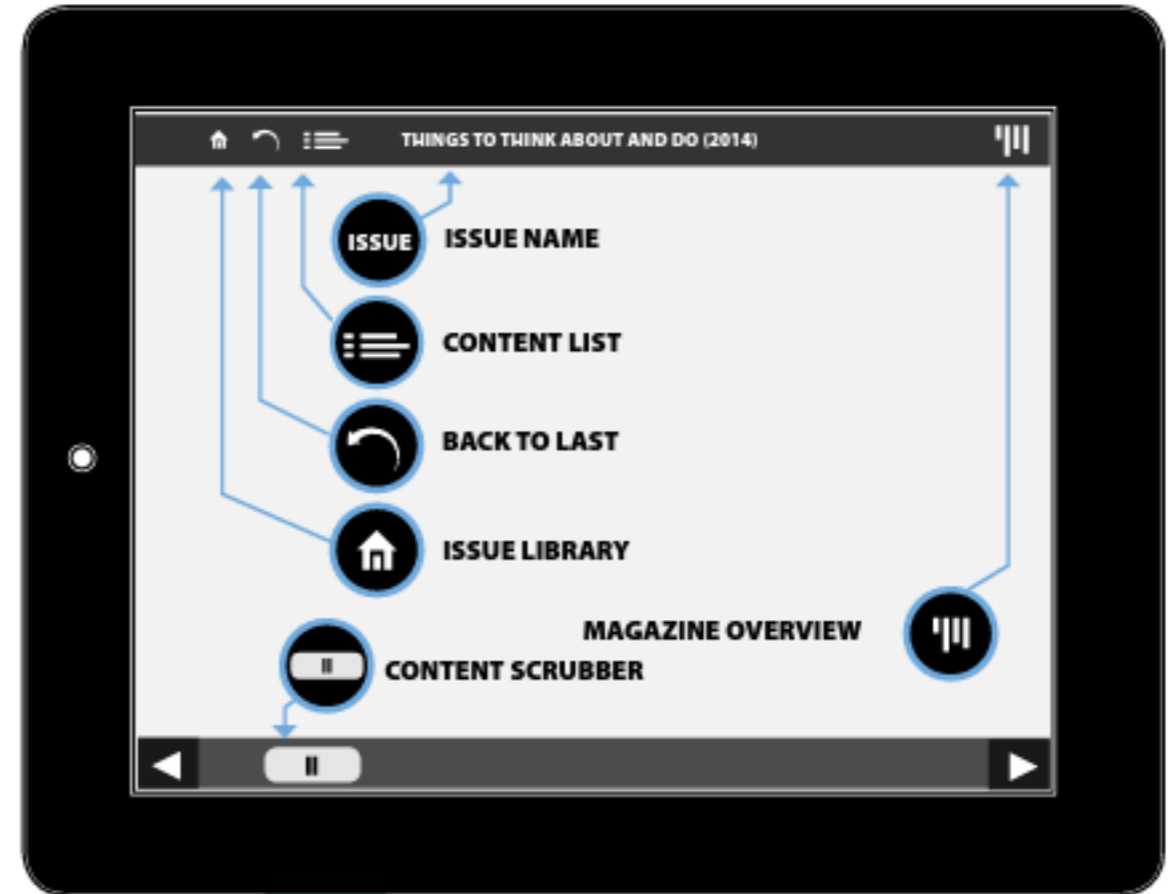 THINGS TO THINK ABOUT AND DO (2014)
ISSUE ISSUE NAME
CONTENT LIST
BACK TO LAST
ISSUE LIBRARY
MAGAZINE OVERVIEW
CONTENT SCRUBBER